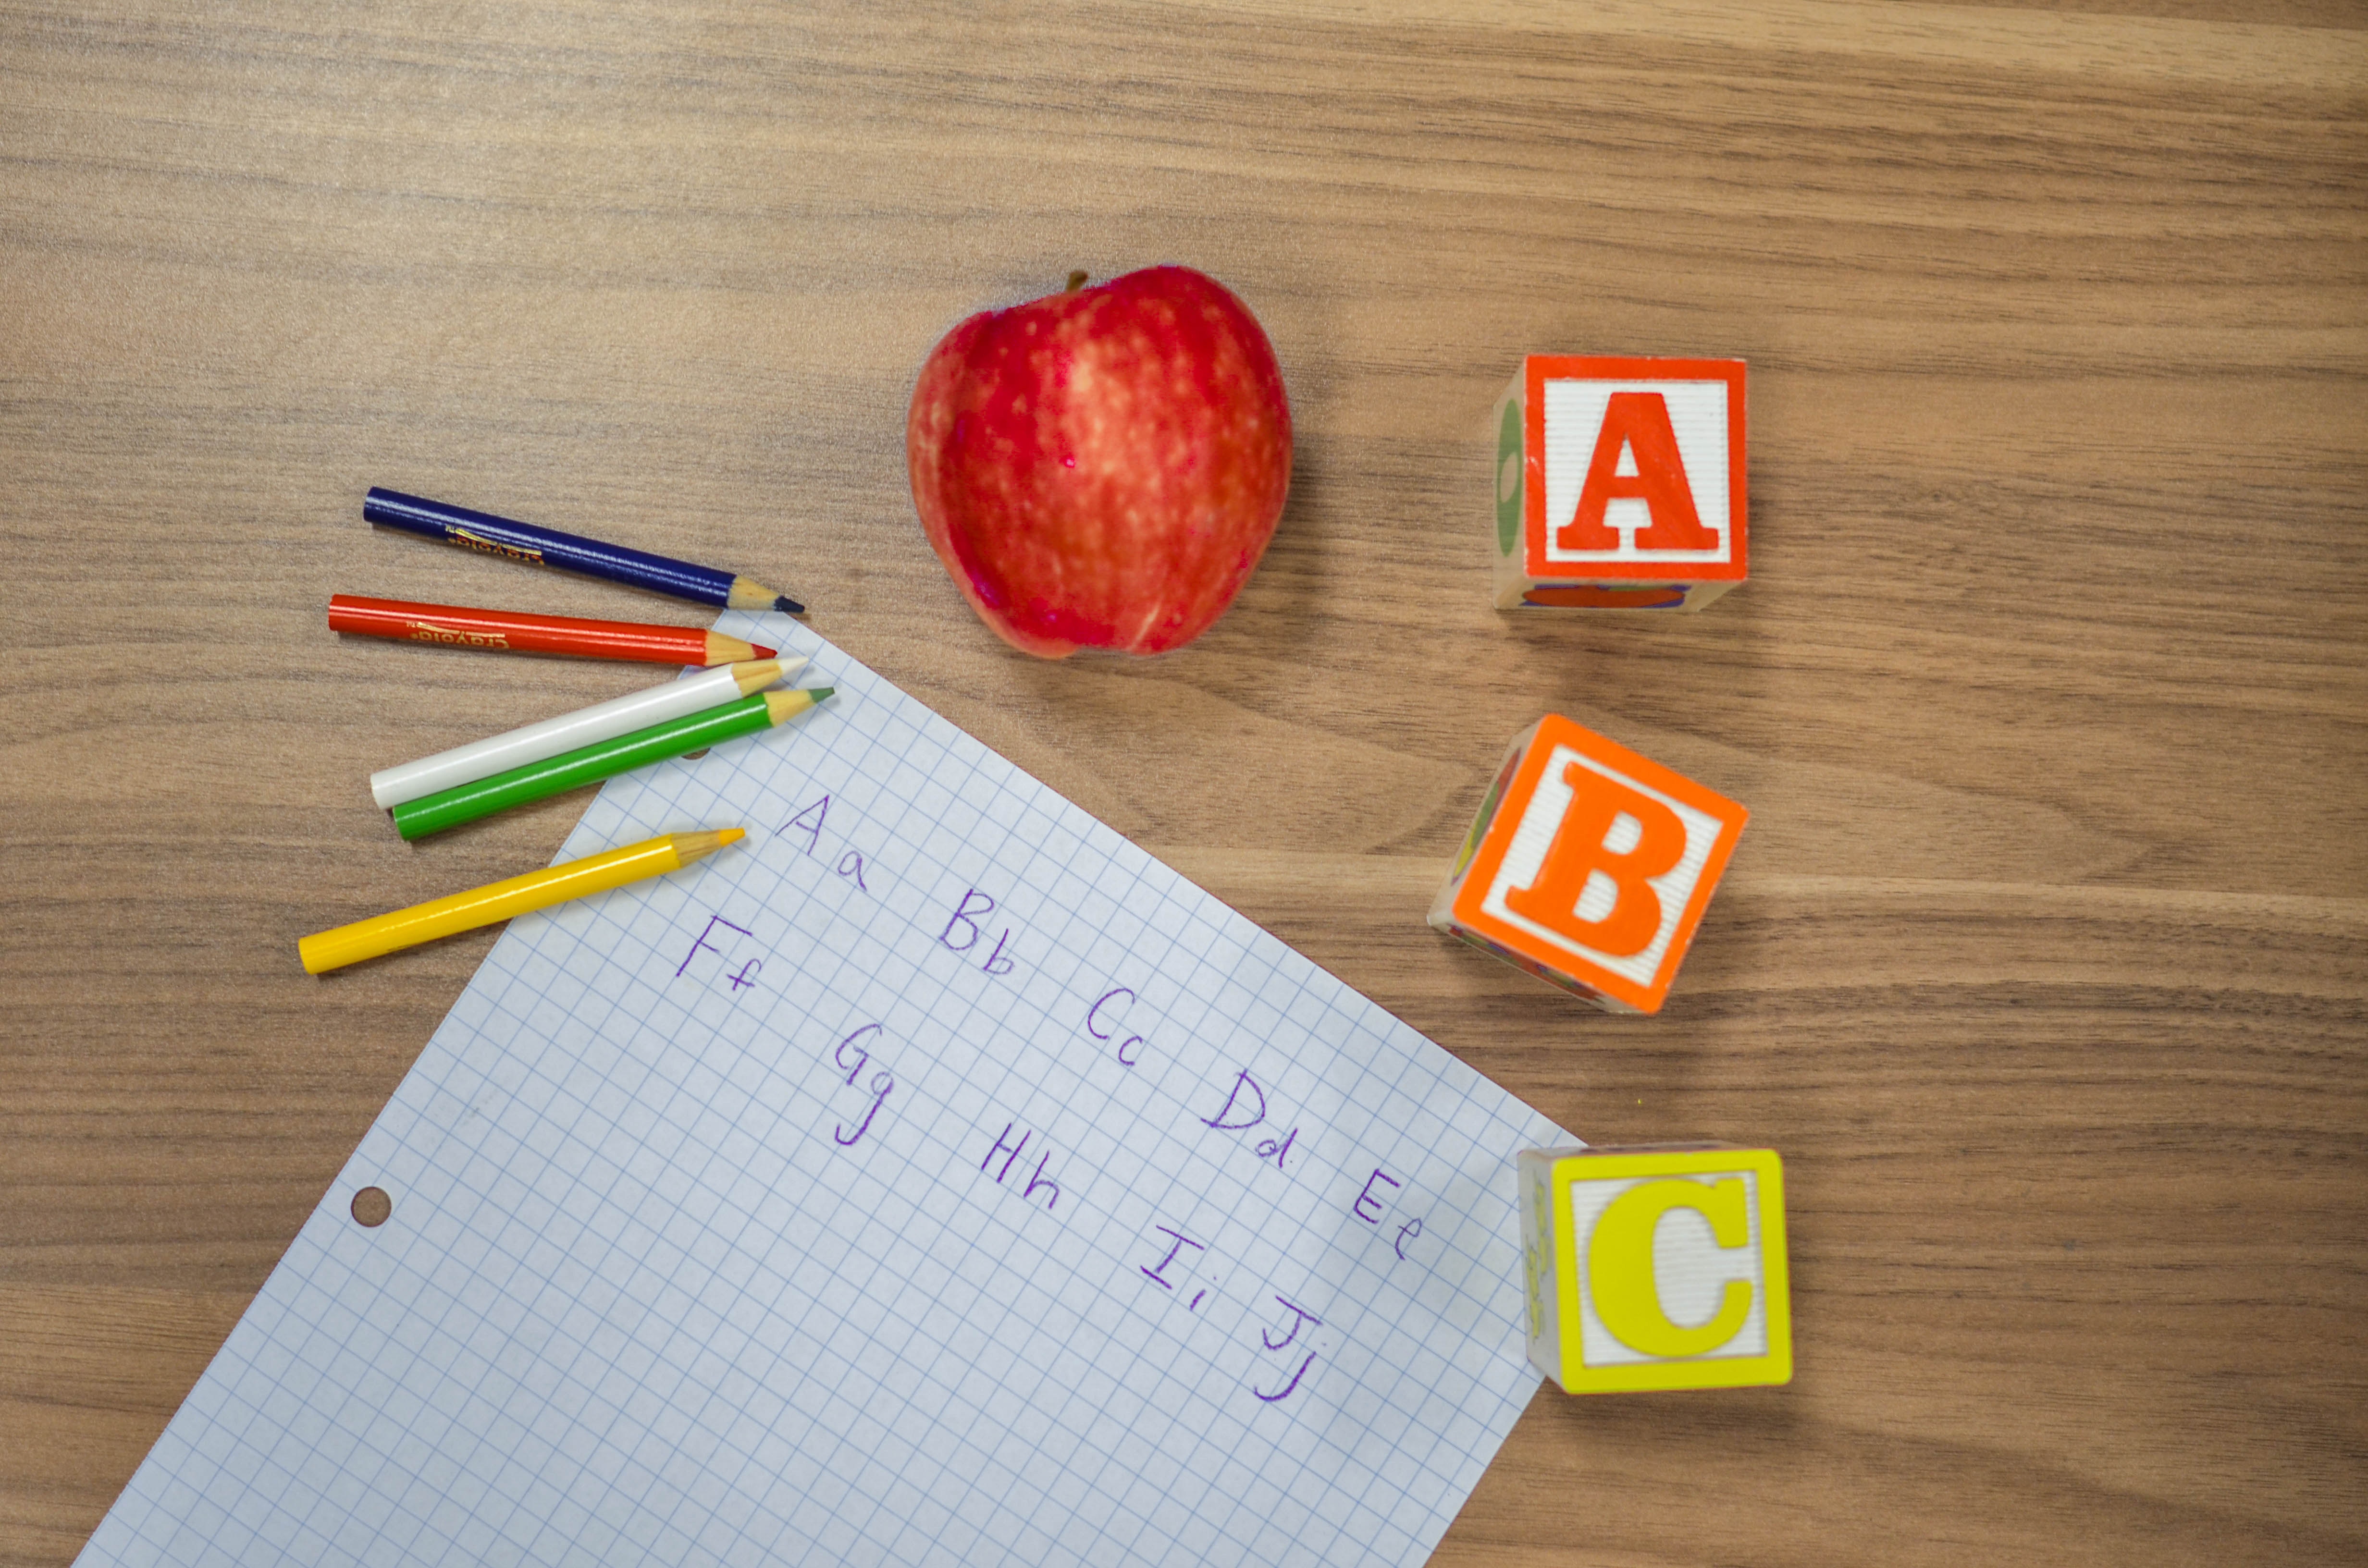 crayola
crayola
A
B
C
Aa Bb Cc Dd Ee
Ff Gg Hh Ii Jj